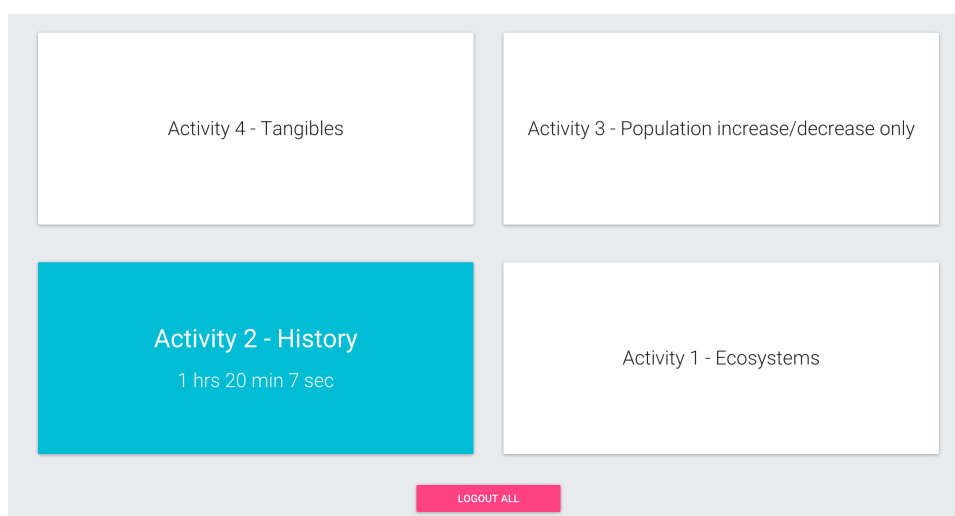 Activity 4 - Tangibles
Activity 3 - Population increase/decrease only
Activity 2 - History
1 hrs 20 min 7 sec
Activity 1 - Ecosystems
LOGOUT ALL